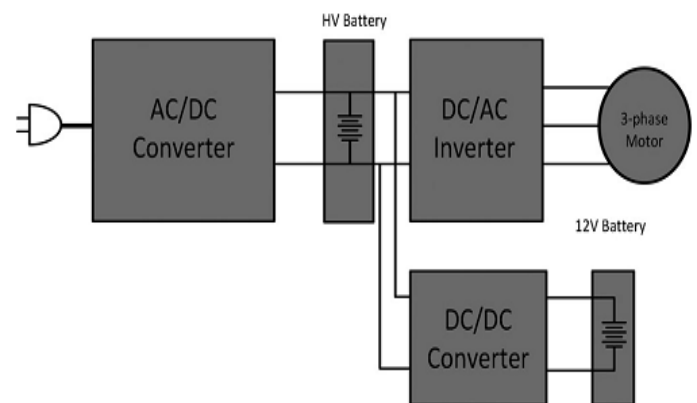 HV Battery
AC/DC
Converter
DC/AC
Inverter
3-phase
Motor
12V Battery
DC/DC
Converter